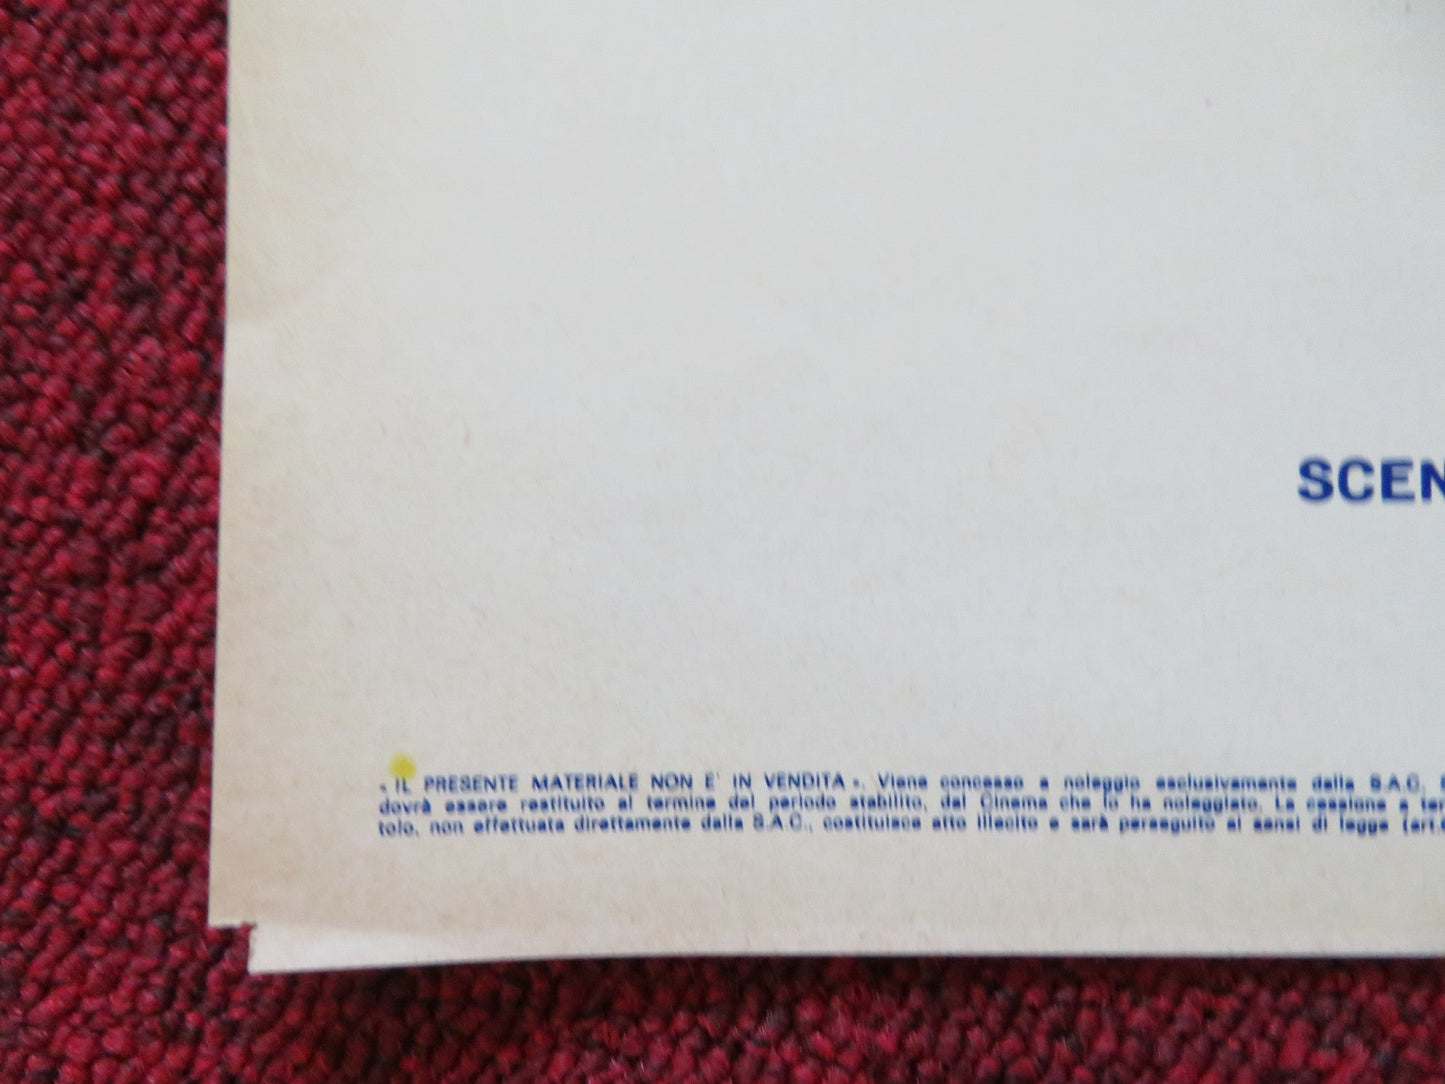 SCEN
« IL PRESENTE MATERIALE NON E' IN VENDITA ». Viene concesso a noleggio esclusivamente dalla S.A.C.
dovrà essere restituito al termine del periodo stabilito, dal Cinema che lo ha noleggiato. La cessione a ter
tolo, non effettuata direttamente dalla S.A.C., costituisce atto illecito e sarà perseguito ai sensi di legge (art.